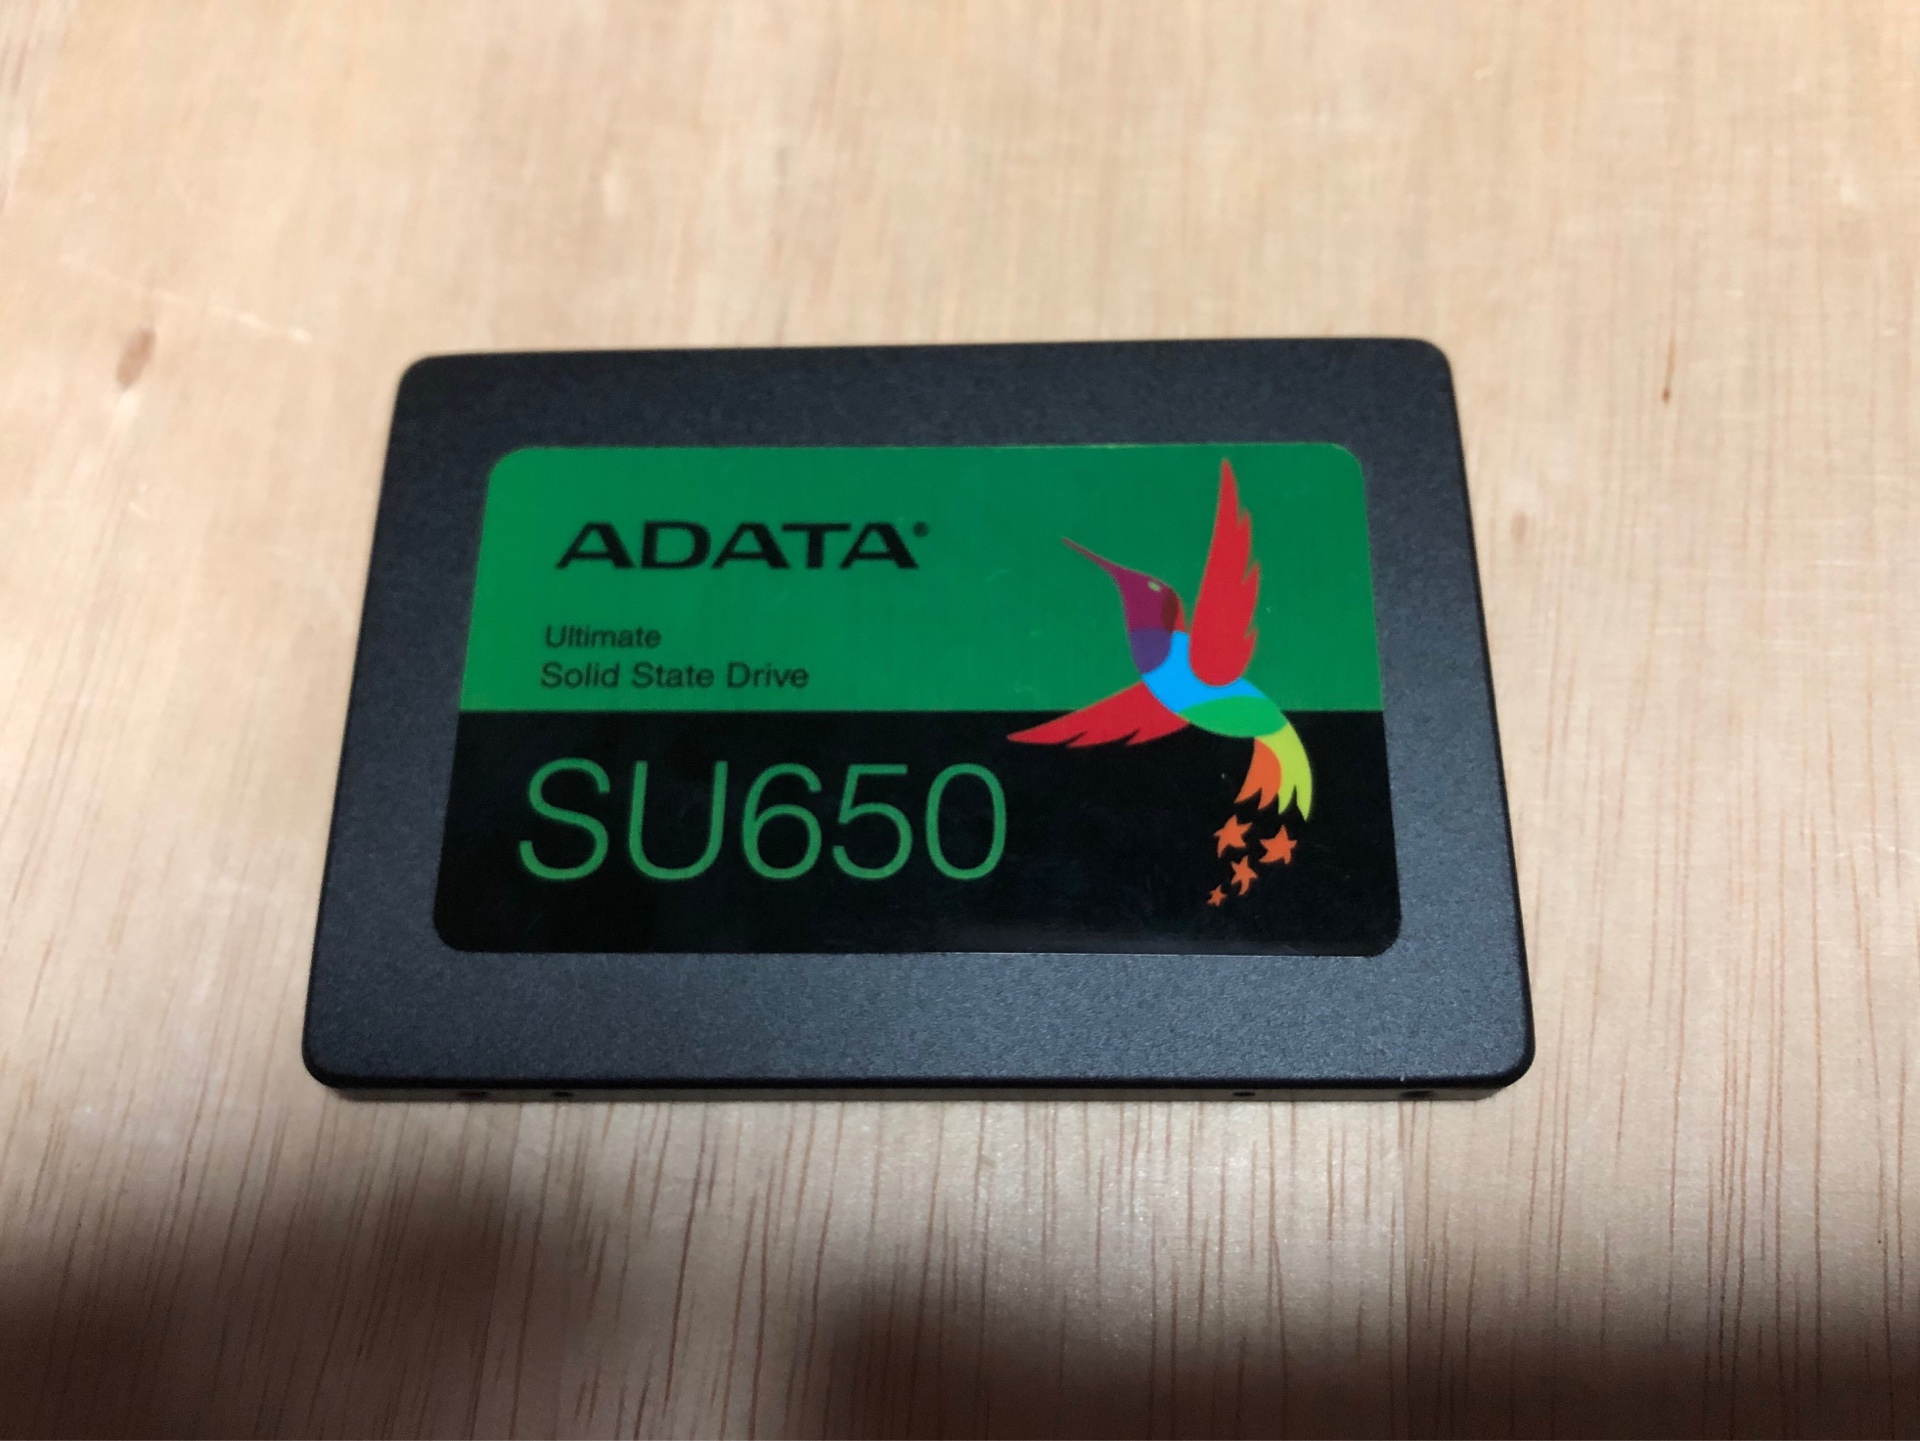 ADATA®
Ultimate
Solid State Drive
SU650